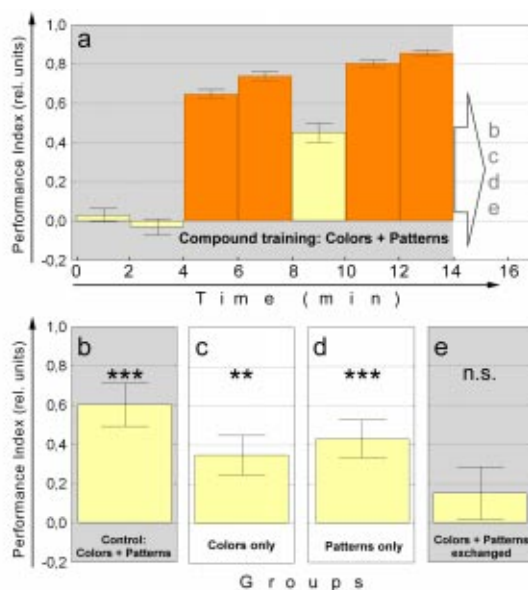 Performance Index (rel. units)
1,0
0,8
0,6
0,4
0,2
0,0
-0,2
a
Compound training: Colors + Patterns
b
c
d
e
0 2 4 6 8 10 12 14 16
Time (min)
Performance Index (rel. units)
1,0
0,8
0,6
0,4
0,2
0,0
-0,2
b
***
Control:
Colors + Patterns
c
**
Colors only
d
***
Patterns only
e
n.s.
Colors + Patterns
exchanged
Groups